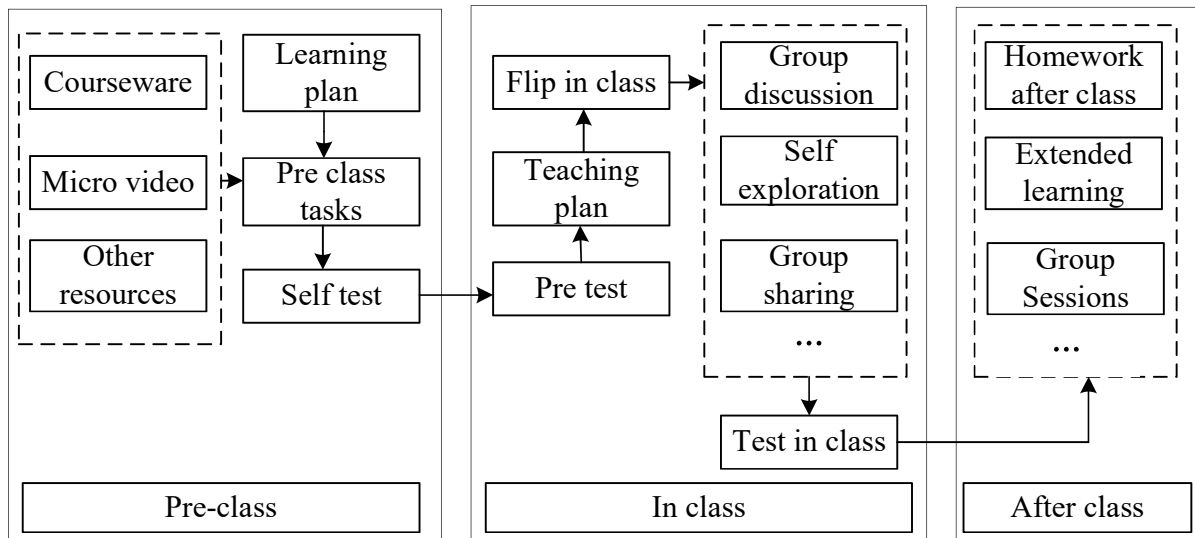 Courseware
Micro video
Other
resources
Learning
plan
Pre class
tasks
Self test
Pre-class
Flip in class
Teaching
plan
Pre test
Group
discussion
Self
exploration
Group
sharing
...
Test in class
In class
Homework
after class
Extended
learning
Group
Sessions
...
After class